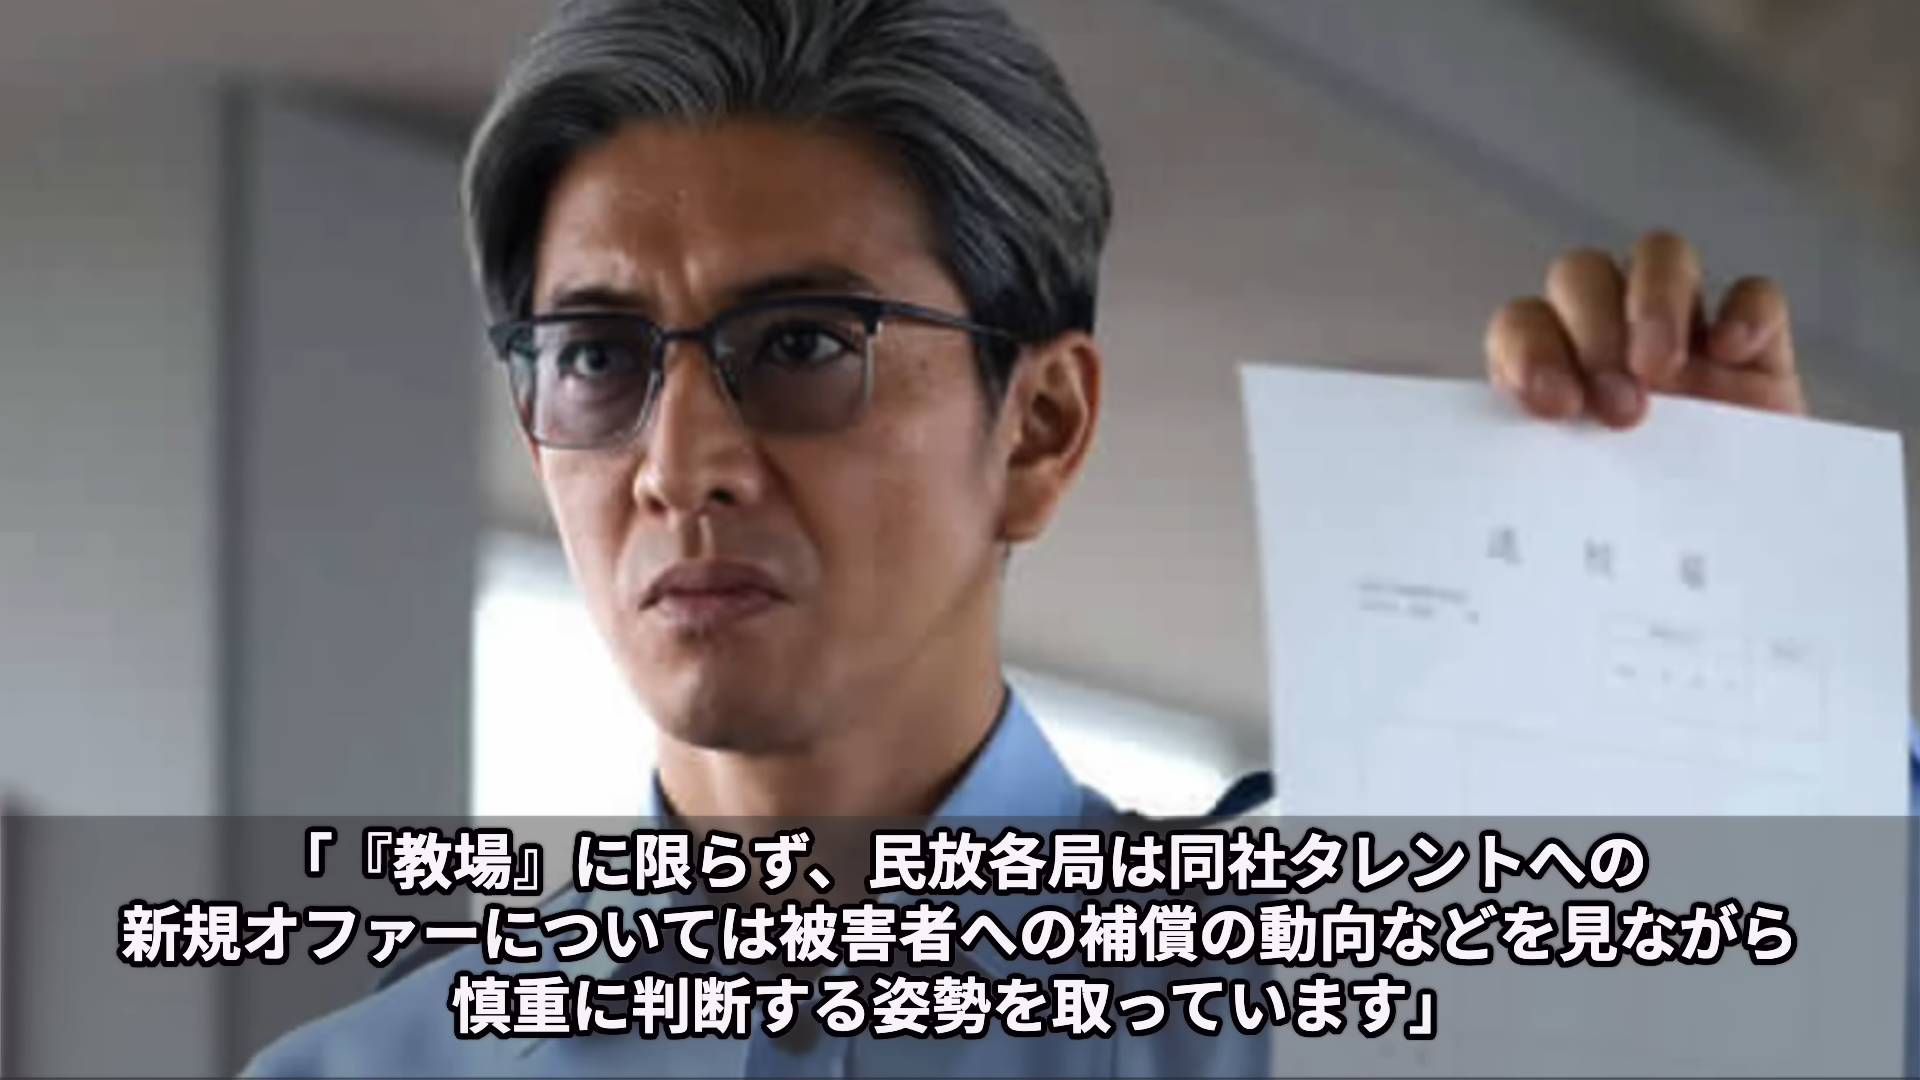 退校届
「『教場』に限らず、民放各局は同社タレントへの
新規オファーについては被害者への補償の動向などを見ながら
慎重に判断する姿勢を取っています」